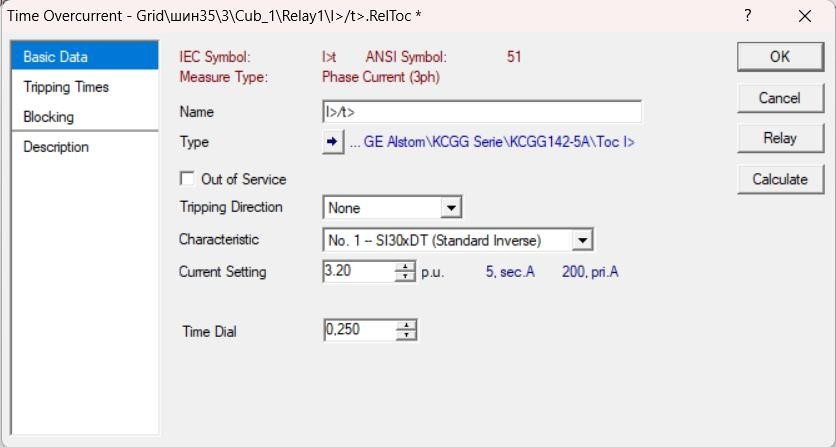 Time Overcurrent - Grid\шин35\3\Cub_1\Relay1\I>/t>.RelToc *
? ×
Basic Data
Tripping Times
Blocking
Description
IEC Symbol: I>t ANSI Symbol: 51
Measure Type: Phase Current (3ph)
Name I>/t>
Type ... GE Alstom\KCGG Serie\KCGG142-5A\Toc I>
Out of Service
Tripping Direction None
Characteristic No. 1 -- SI30xDT (Standard Inverse)
Current Setting 3.20 p.u. 5, sec.A 200, pri.A
Time Dial 0,250
OK
Cancel
Relay
Calculate